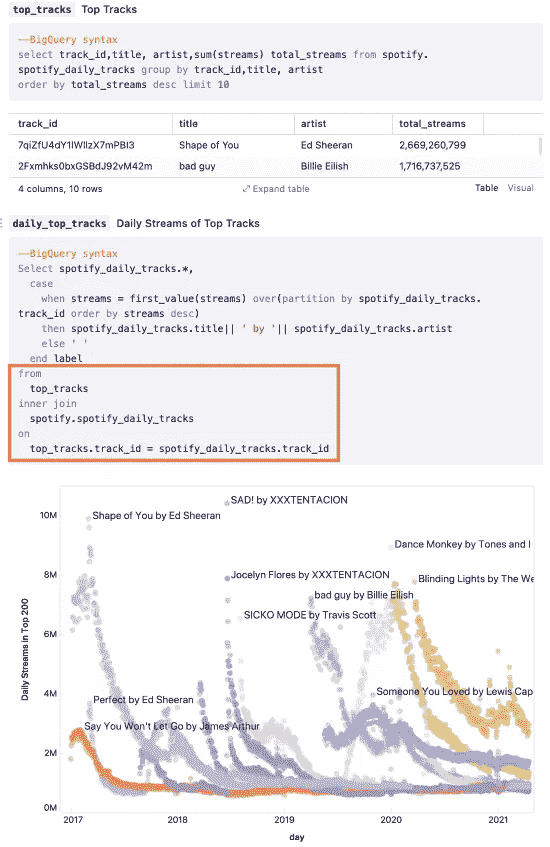 top_tracks Top Tracks
--BigQuery syntax
select track_id,title, artist,sum(streams) total_streams from spotify.
spotify_daily_tracks group by track_id,title, artist
order by total_streams desc limit 10
track_id title artist total_streams
7qiZfU4dY1lWllzX7mPBI3 Shape of You Ed Sheeran 2,669,260,799
2Fxmhks0bxGSBdJ92vM42m bad guy Billie Eilish 1,716,737,525
4 columns, 10 rows Expand table Table Visual
daily_top_tracks Daily Streams of Top Tracks
--BigQuery syntax
Select spotify_daily_tracks.*,
case
when streams = first_value(streams) over(partition by spotify_daily_tracks.
track_id order by streams desc)
then spotify_daily_tracks.title|| ' by '|| spotify_daily_tracks.artist
else ' '
end label
from
top_tracks
inner join
spotify.spotify_daily_tracks
on
top_tracks.track_id = spotify_daily_tracks.track_id
SAD! by XXXTENTACION
10M
Shape of You by Ed Sheeran
Dance Monkey by Tones and I
8M
Jocelyn Flores by XXXTENTACION
Blinding Lights by The We
bad guy by Billie Eilish
SICKO MODE by Travis Scott
6M
Daily Streams in Top 200
4M
Someone You Loved by Lewis Cap
Perfect by Ed Sheeran
Say You Won't Let Go by James Arthur
2M
0M
2017 2018 2019 2020 2021
day